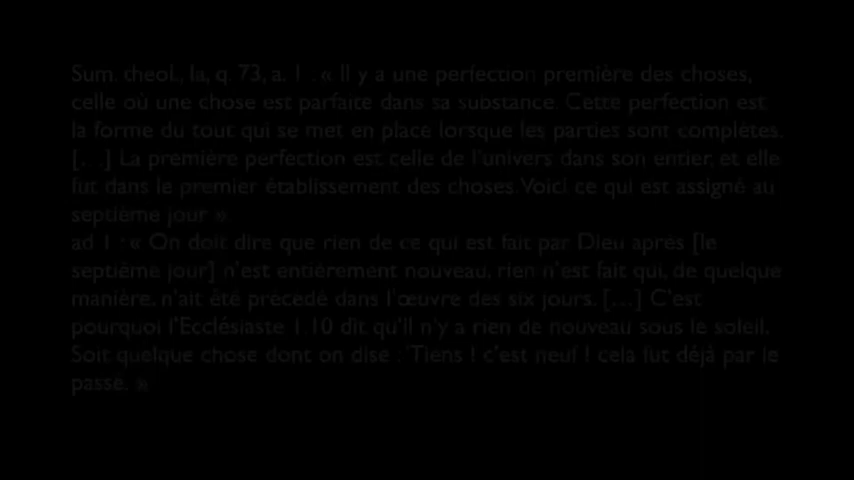 Sum. theol., Ia, q. 73, a. 1 : « Il y a une perfection première des choses,
celle où une chose est parfaite dans sa substance. Cette perfection est
la forme du tout qui se met en place lorsque les parties sont complètes.
[…] La première perfection est celle de l'univers dans son entier, et elle
fut dans le premier établissement des choses. Voici ce qui est assigné au
septième jour »
ad 1 : « On doit dire que rien de ce qui est fait par Dieu après [le
septième jour] n'est entièrement nouveau, rien n'est fait qui, de quelque
manière, n'ait été précédé dans l'œuvre des six jours. […] C'est
pourquoi l'Ecclésiaste 1.10 dit qu'il n'y a rien de nouveau sous le soleil.
Soit quelque chose dont on dise : 'Tiens ! c'est neuf ! cela fut déjà par le
passé. »